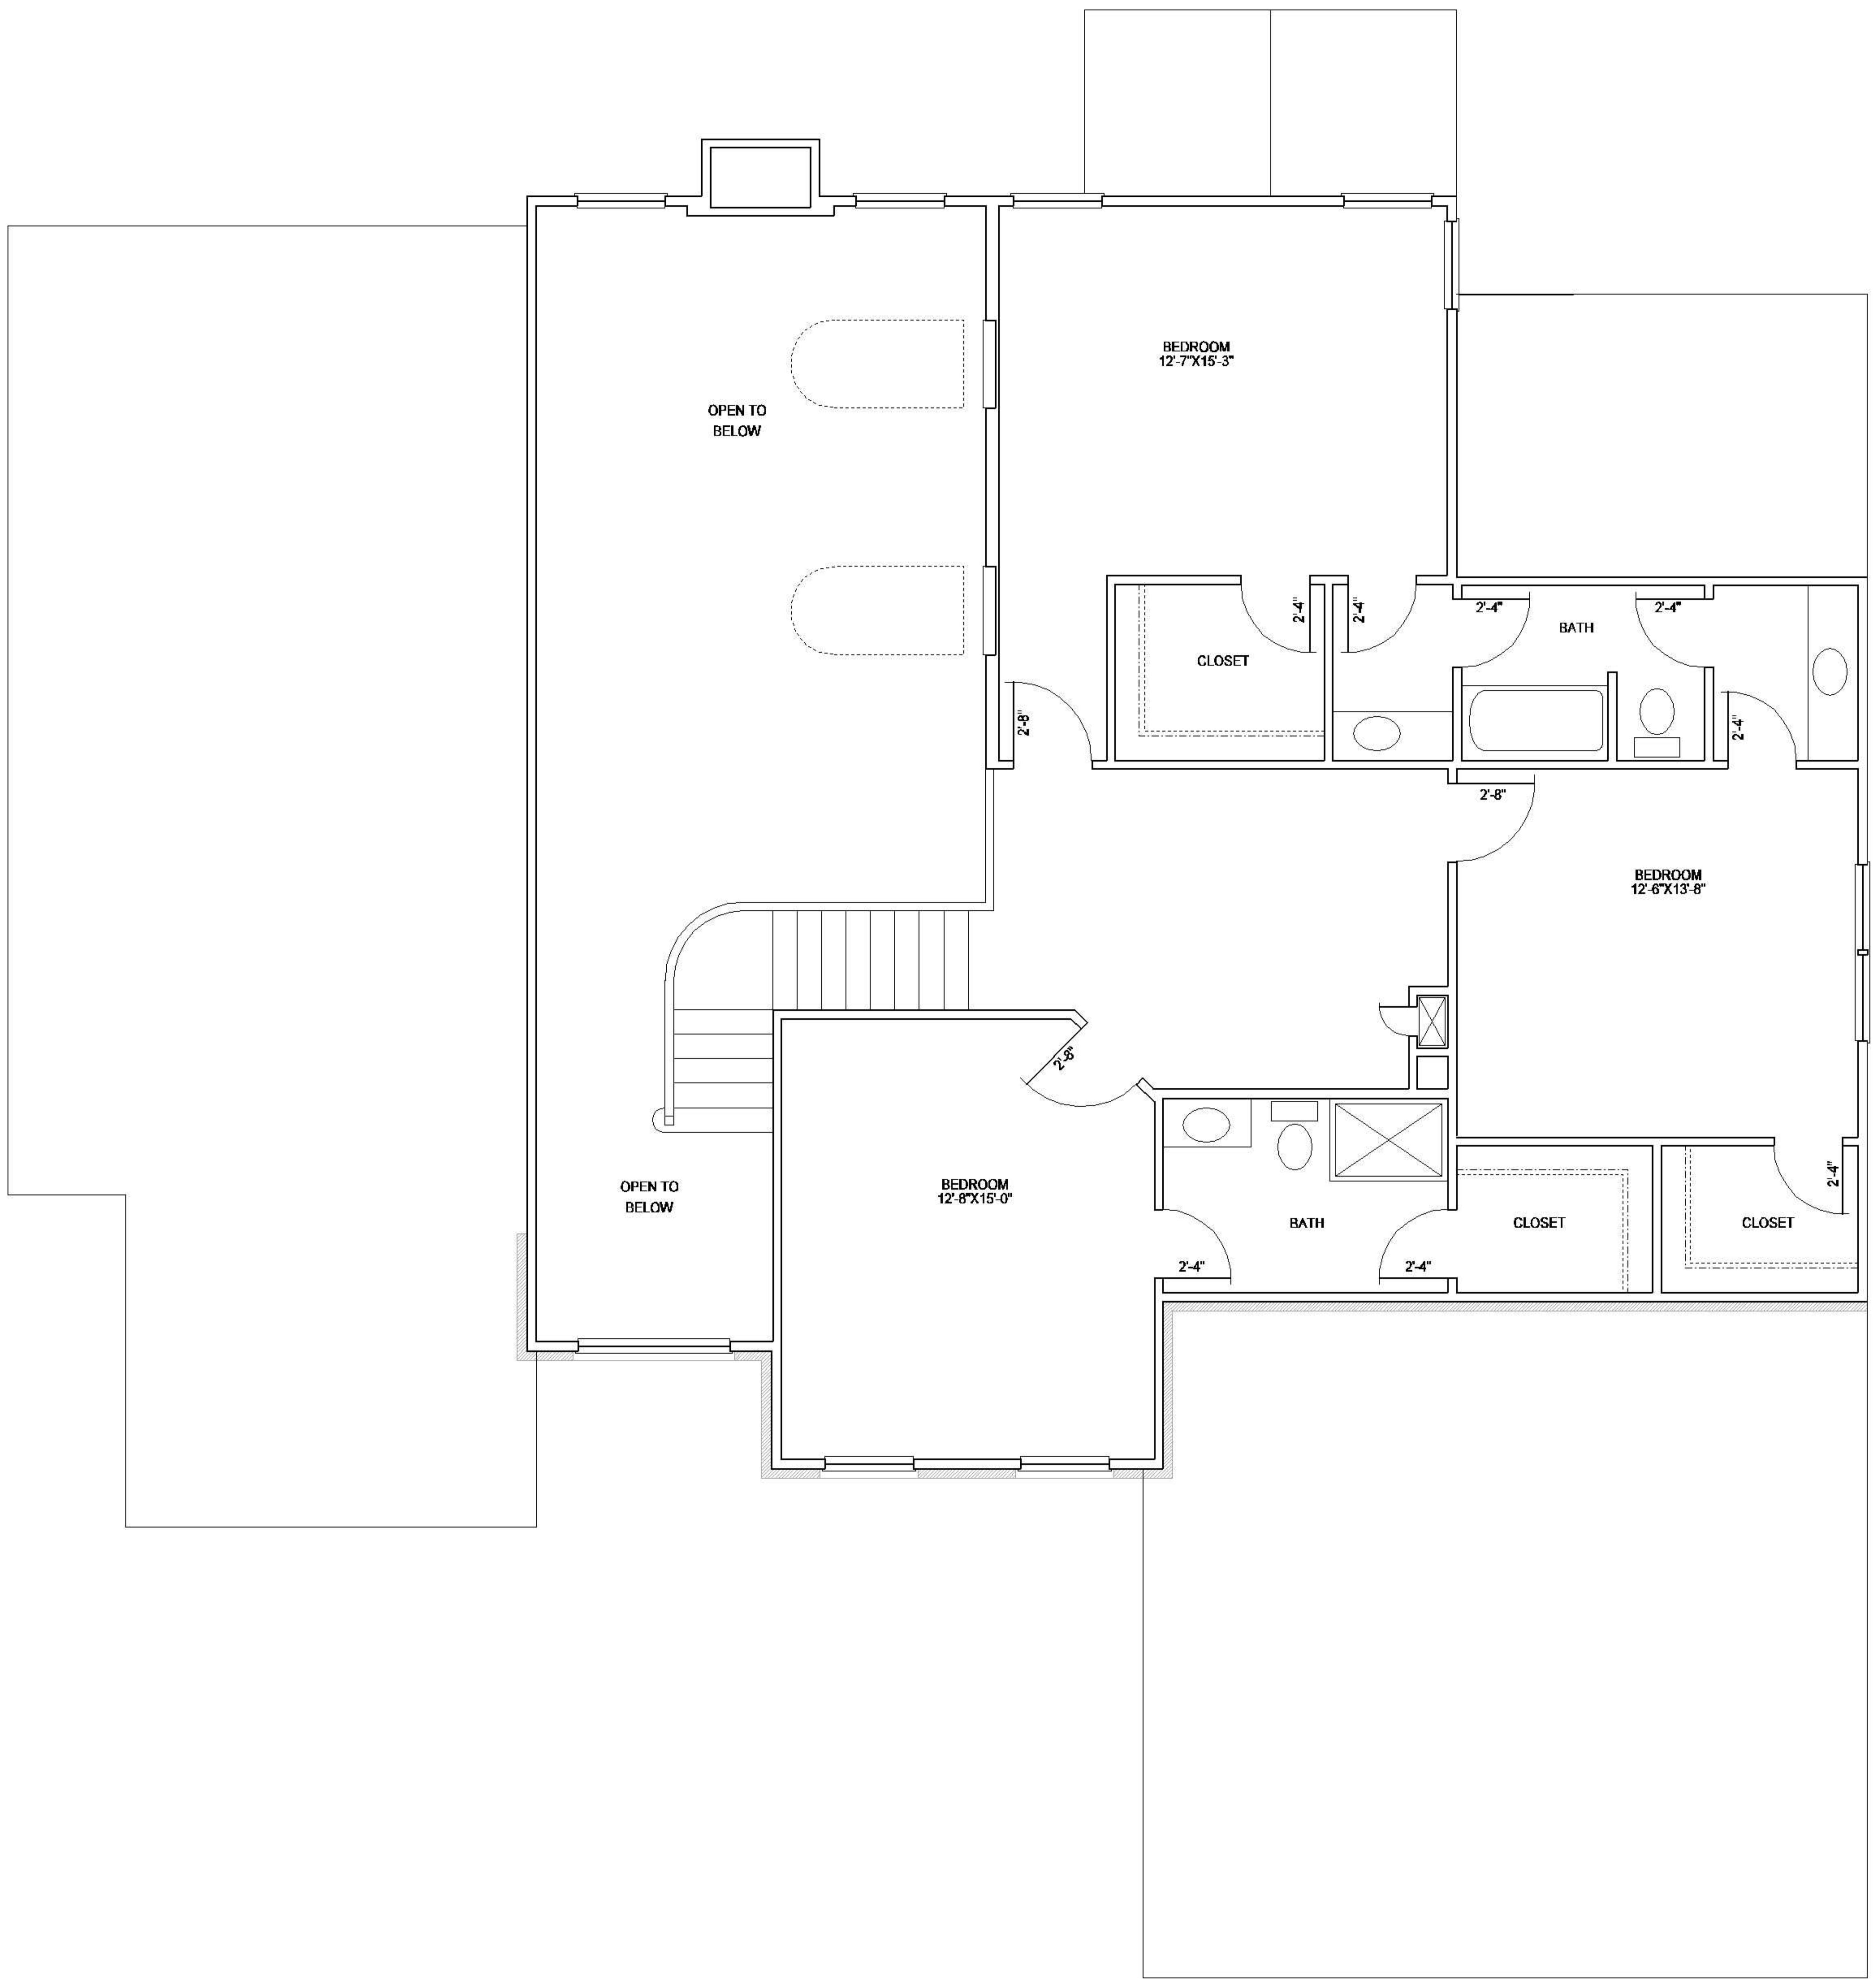 BEDROOM
12'-7"X15'-3"
OPEN TO
BELOW
2'-4"
2'-4"
2'-4"
2'-4"
BATH
CLOSET
2'-8"
2'-4"
2'-8"
BEDROOM
12'-6"X13'-8"
2'-8"
BEDROOM
12'-8"X15'-0"
OPEN TO
BELOW
2'-4"
BATH
CLOSET
CLOSET
2'-4"
2'-4"